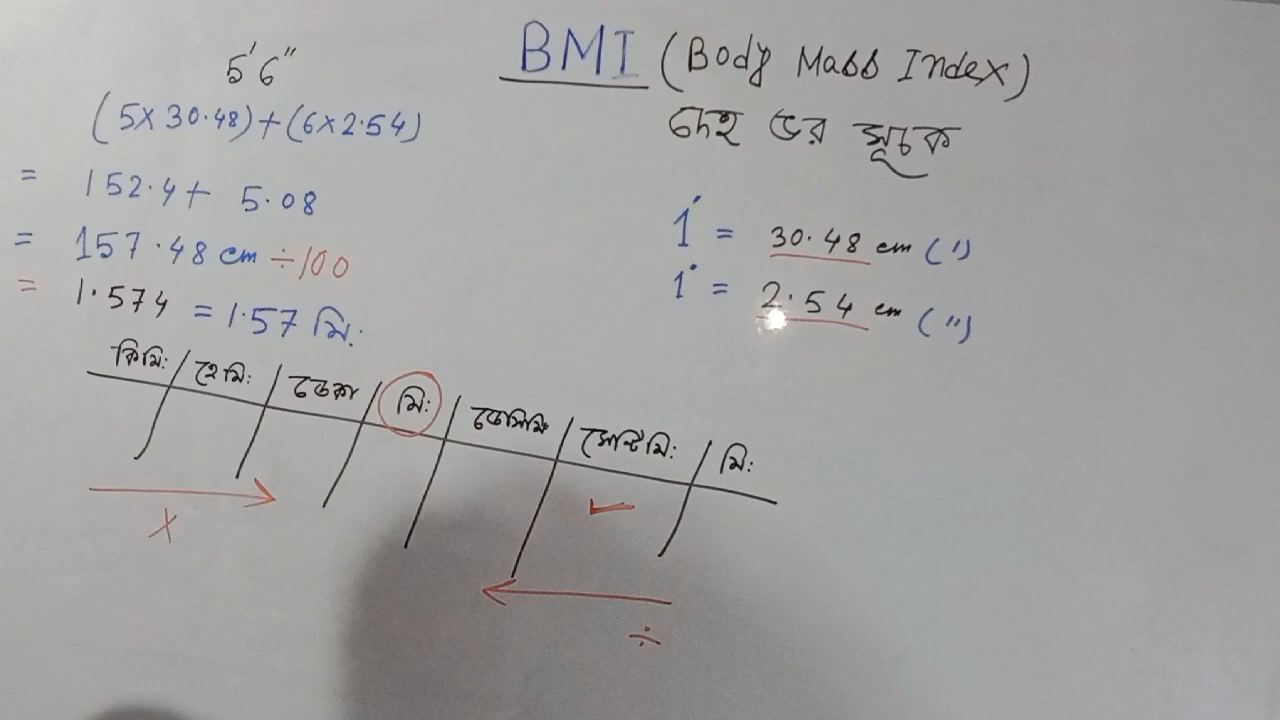 BMI (Body Mass Index)
দেহ ভর সূচক
5'6"
(5×30.48)+(6×2.54)
= 152.4+ 5.08
= 157.48 cm ÷100
= 1.574 = 1.57 মি:
1' = 30.48 cm (')
1" = 2.54 cm (")
কিমি: হেমি: ডেকা মি: ডেসিমি সেন্টিমি: মি:
×
÷